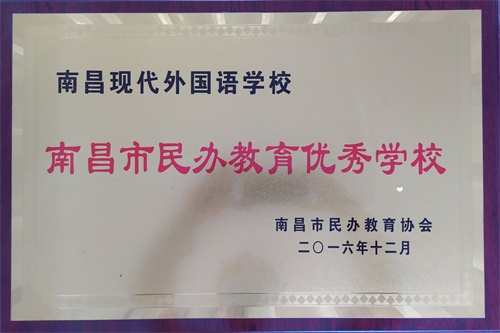 南昌现代外国语学校
南昌市民办教育优秀学校
南昌市民办教育协会
二〇一六年十二月